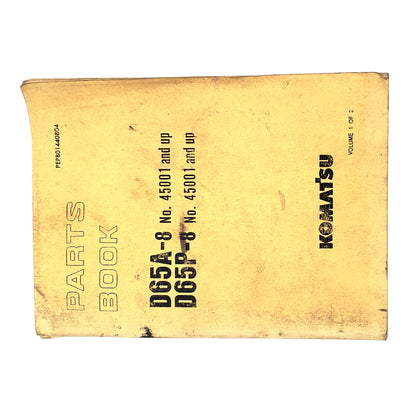 PEPB01440B04
PARTS
BOOK
D65A-8 No. 45001 and up
D65P-8 No. 45001 and up
KOMATSU
VOLUME 1 OF 2